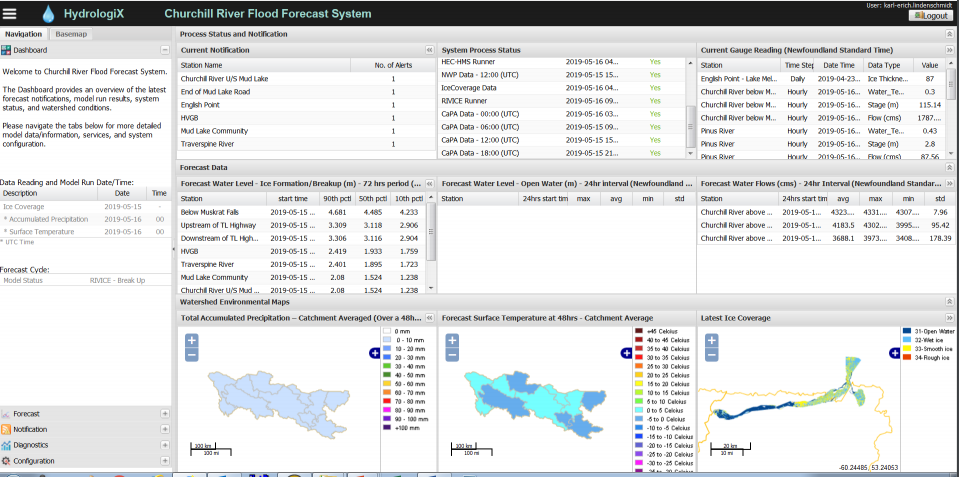 User: karl-erich.lindenschmidt
HydrologiX
Churchill River Flood Forecast System
Logout
Navigation
Basemap
Dashboard
Welcome to Churchill River Flood Forecast System.
The Dashboard provides an overview of the latest
forecast notifications, model run results, system
status, and watershed conditions.
Please navigate the tabs below for more detailed
model data/information, services, and system
configuration.
Data Reading and Model Run Date/Time:
Description Date Time
Ice Coverage 2019-05-15 -
* Accumulated Precipitation 2019-05-16 00
* Surface Temperature 2019-05-16 00
* UTC Time
Forecast Cycle:
Model Status RIVICE - Break Up
Forecast
Notification
Diagnostics
Configuration
Process Status and Notification
Current Notification
Station Name No. of Alerts
Churchill River U/S Mud Lake 1
End of Mud Lake Road 1
English Point 1
HVGB 1
Mud Lake Community 1
Traverspine River 1
System Process Status
HEC-HMS Runner 2019-05-16 04... Yes
NWP Data - 12:00 (UTC) 2019-05-15 15... Yes
IceCoverage Data 2019-05-16 04... Yes
RIVICE Runner 2019-05-16 09... Yes
CaPA Data - 00:00 (UTC) 2019-05-16 03... Yes
CaPA Data - 06:00 (UTC) 2019-05-15 09... Yes
CaPA Data - 12:00 (UTC) 2019-05-15 15... Yes
CaPA Data - 18:00 (UTC) 2019-05-15 21... Yes
Current Gauge Reading (Newfoundland Standard Time)
Station Time Step Date Time Data Type Value
English Point - Lake Mel... Daily 2019-04-23... Ice Thickne... 87
Churchill River below M... Hourly 2019-05-16... Water_Te... 0.3
Churchill River below M... Hourly 2019-05-16... Stage (m) 115.14
Churchill River below M... Hourly 2019-05-16... Flow (cms) 1787....
Pinus River Hourly 2019-05-16... Water_Te... 0.43
Pinus River Hourly 2019-05-16... Stage (m) 2.8
Pinus River Hourly 2019-05-16... Flow (cms) 87.56
Forecast Data
Forecast Water Level - Ice Formation/Breakup (m) - 72 hrs period (...
Station start time 90th pctl 50th pctl 10th pctl
Below Muskrat Falls 2019-05-15 ... 4.681 4.485 4.233
Upstream of TL Highway 2019-05-15 ... 3.309 3.118 2.906
Downstream of TL High... 2019-05-15 ... 3.306 3.116 2.904
HVGB 2019-05-15 ... 2.419 1.933 1.759
Traverspine River 2019-05-15 ... 2.401 1.895 1.723
Mud Lake Community 2019-05-15 ... 2.08 1.524 1.238
Churchill River U/S Mud ... 2019-05-15 ... 2.08 1.524 1.238
Forecast Water Level - Open Water (m) - 24hr interval (Newfoundland ...
Station 24hrs start tim max avg min std
Forecast Water Flows (cms) - 24hr Interval (Newfoundland Standar...
Station 24hrs start tim avg max min std
Churchill River above ... 2019-05-1... 4323.... 4331.... 4307.... 7.96
Churchill River above ... 2019-05-1... 4183.5 4302.... 3995.... 95.42
Churchill River above ... 2019-05-1... 3688.1 3973.... 3408.... 178.39
Watershed Environmental Maps
Total Accumulated Precipitation – Catchment Averaged (Over a 48h...
0 mm
0 - 10 mm
10 - 20 mm
20 - 30 mm
30 - 40 mm
40 - 50 mm
50 - 60 mm
60 - 70 mm
70 - 80 mm
80 - 90 mm
90 - 100 mm
+100 mm
100 km
100 mi
Forecast Surface Temperature at 48hrs - Catchment Average
+45 Celcius
40 to 45 Celcius
35 to 40 Celcius
30 to 35 Celcius
25 to 30 Celcius
20 to 25 Celcius
15 to 20 Celcius
10 to 15 Celcius
5 to 10 Celcius
0 to 5 Celcius
-5 to 0 Celcius
-10 to -5 Celcius
-15 to -10 Celcius
-20 to -15 Celcius
-25 to -20 Celcius
-30 to -25 Celcius
100 km
100 mi
Latest Ice Coverage
31-Open Water
32-Wet ice
33-Smooth ice
34-Rough ice
20 km
10 mi
-60.24485, 53.24053